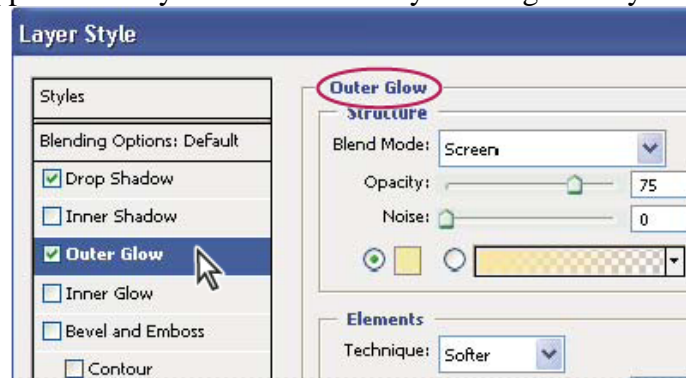 Layer Style
Styles
Blending Options: Default
Drop Shadow
Inner Shadow
Outer Glow
Inner Glow
Bevel and Emboss
Contour
Outer Glow
Structure
Blend Mode: Screen
Opacity: 75
Noise: 0
Elements
Technique: Softer